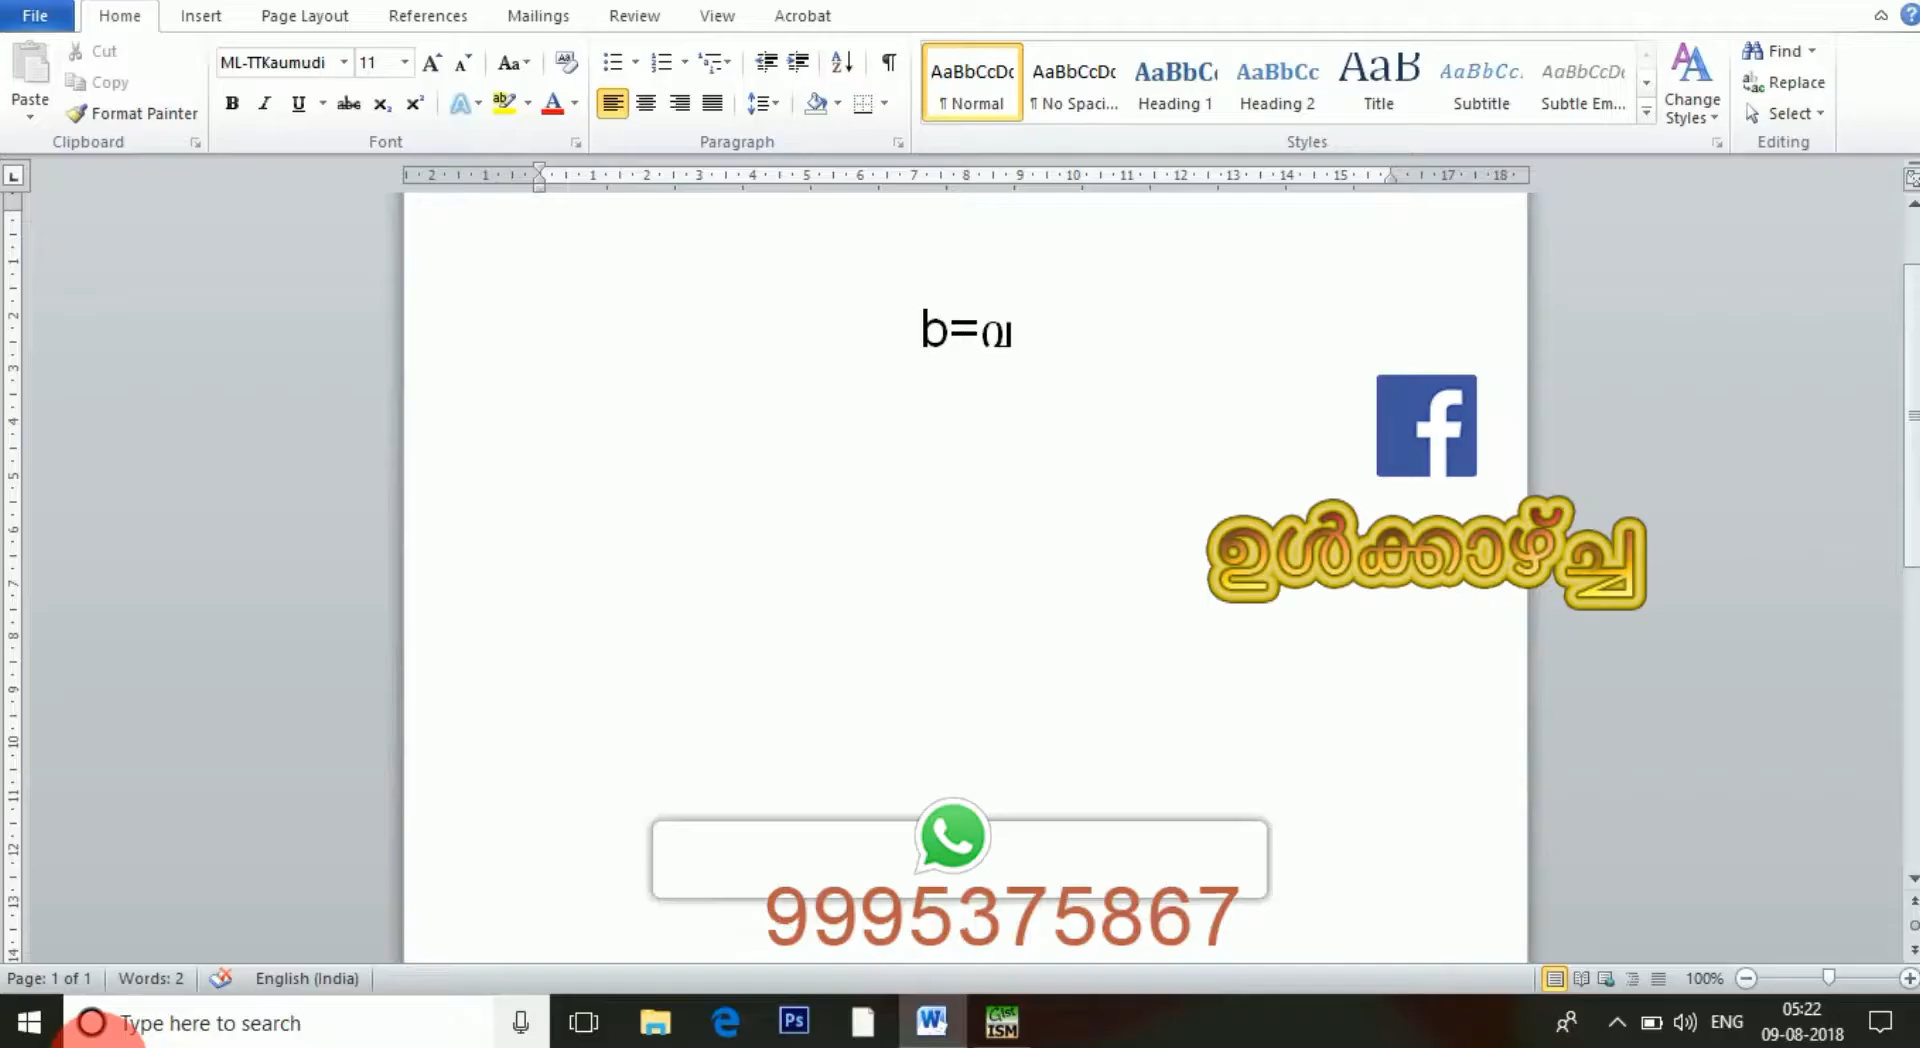 File Home Insert Page Layout References Mailings Review View Acrobat
Cut
Copy
Paste
Format Painter
Clipboard
ML-TTKaumudi 11
Font
Paragraph
AaBbCcDc AaBbCcDc AaBbC AaBbCc AaB AaBbCc. AaBbCcDc
¶ Normal ¶ No Spaci... Heading 1 Heading 2 Title Subtitle Subtle Em...
Change Styles
Styles
Find
Replace
Select
Editing
b=
f
ഉൾക്കാഴ്ച്ച
9995375867
Page: 1 of 1 Words: 2 English (India) 100%
Type here to search
Ps
W
ISM
ENG
05:22
09-08-2018